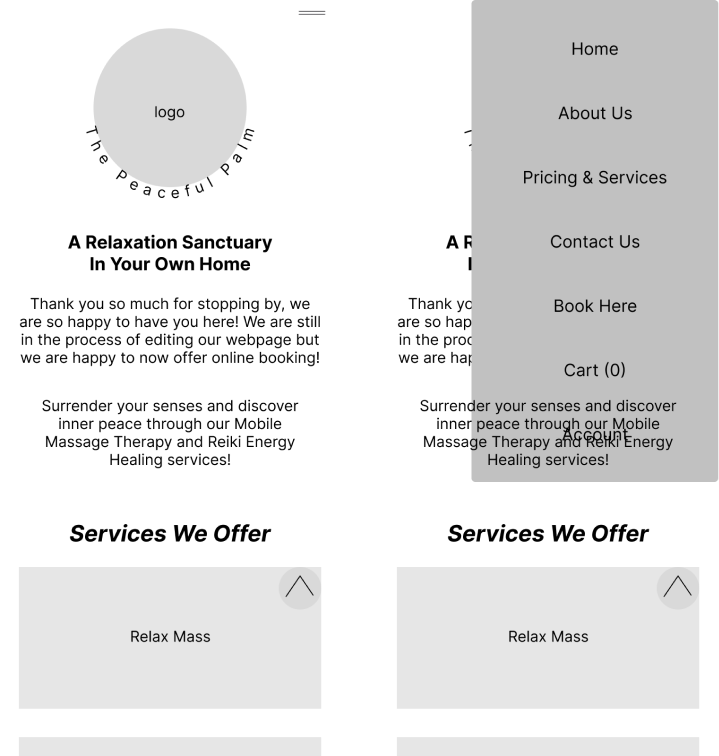 logo
The Peaceful Palm
A Relaxation Sanctuary
In Your Own Home
Thank you so much for stopping by, we
are so happy to have you here! We are still
in the process of editing our webpage but
we are happy to now offer online booking!
Surrender your senses and discover
inner peace through our Mobile
Massage Therapy and Reiki Energy
Healing services!
Services We Offer
Relax Mass
Home
About Us
Pricing & Services
Contact Us
Book Here
Cart (0)
Account
A R
I
Thank yo
are so hap
in the proc
we are hap
Surrender your senses and discover
inner peace through our Mobile
Massage Therapy and Reiki Energy
Healing services!
Services We Offer
Relax Mass